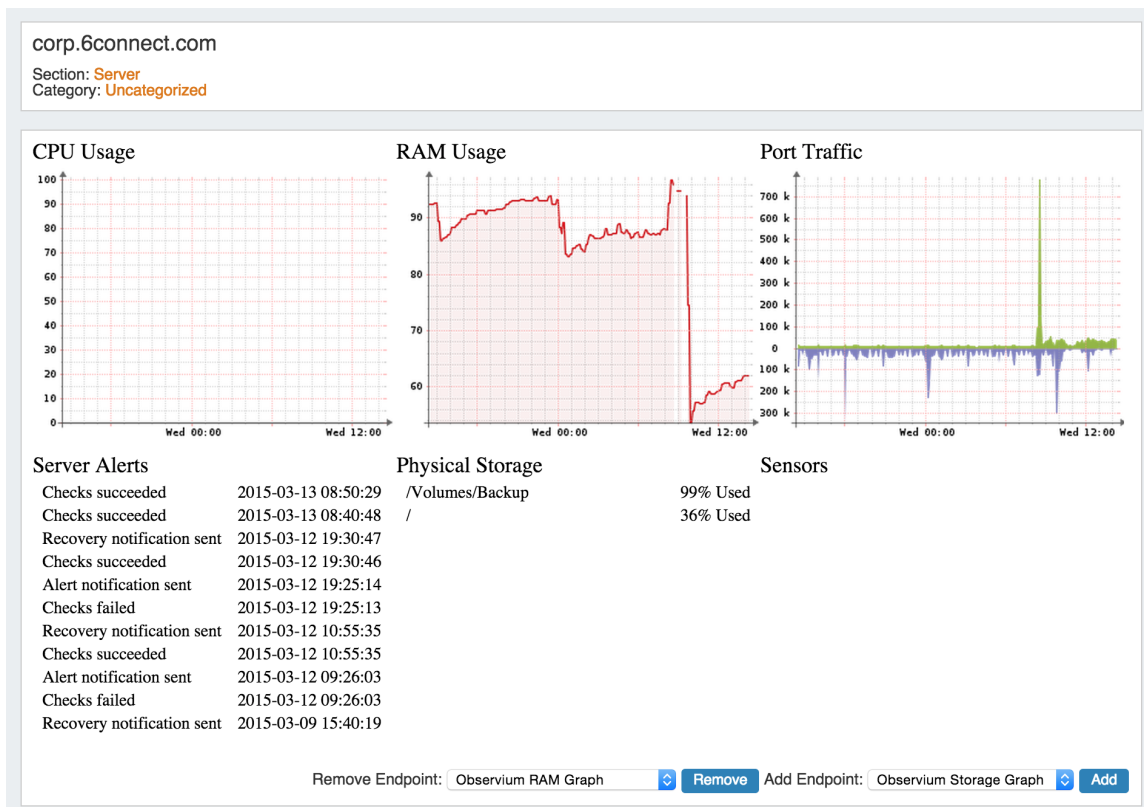 corp.6connect.com
Section: Server
Category: Uncategorized
CPU Usage
100
90
80
70
60
50
40
30
20
10
0
Wed 00:00 Wed 12:00
RAM Usage
90
80
70
60
Wed 00:00 Wed 12:00
Port Traffic
700 k
600 k
500 k
400 k
300 k
200 k
100 k
0
100 k
200 k
300 k
Wed 00:00 Wed 12:00
Server Alerts
Checks succeeded 2015-03-13 08:50:29
Checks succeeded 2015-03-13 08:40:48
Recovery notification sent 2015-03-12 19:30:47
Checks succeeded 2015-03-12 19:30:46
Alert notification sent 2015-03-12 19:25:14
Checks failed 2015-03-12 19:25:13
Recovery notification sent 2015-03-12 10:55:35
Checks succeeded 2015-03-12 10:55:35
Alert notification sent 2015-03-12 09:26:03
Checks failed 2015-03-12 09:26:03
Recovery notification sent 2015-03-09 15:40:19
Physical Storage
/Volumes/Backup 99% Used
/ 36% Used
Sensors
Remove Endpoint: Observium RAM Graph Remove Add Endpoint: Observium Storage Graph Add